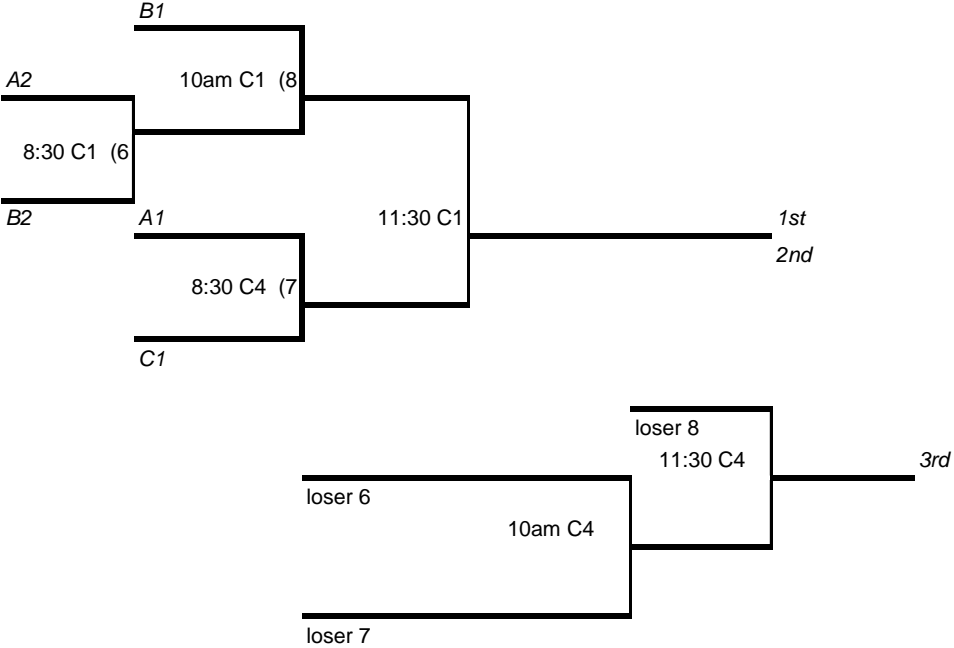 B1
A2
10am C1 (8
8:30 C1 (6
B2
A1
11:30 C1
1st
2nd
8:30 C4 (7
C1
loser 8
11:30 C4
3rd
loser 6
10am C4
loser 7